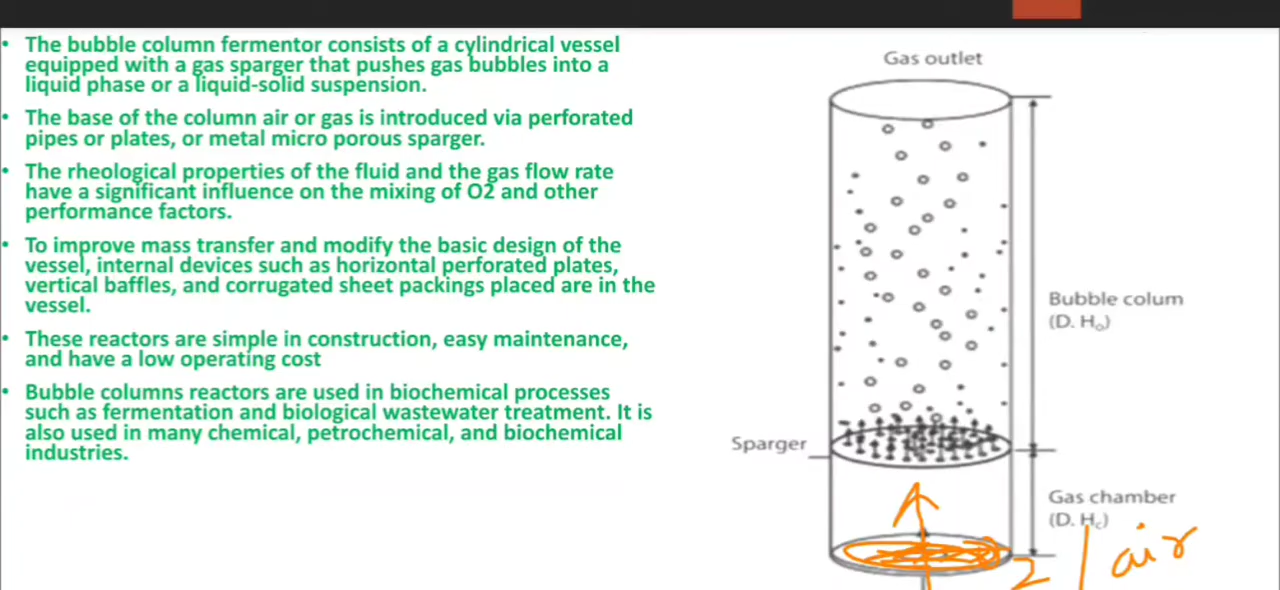 • The bubble column fermentor consists of a cylindrical vessel
equipped with a gas sparger that pushes gas bubbles into a
liquid phase or a liquid-solid suspension.
• The base of the column air or gas is introduced via perforated
pipes or plates, or metal micro porous sparger.
• The rheological properties of the fluid and the gas flow rate
have a significant influence on the mixing of O2 and other
performance factors.
• To improve mass transfer and modify the basic design of the
vessel, internal devices such as horizontal perforated plates,
vertical baffles, and corrugated sheet packings placed are in the
vessel.
• These reactors are simple in construction, easy maintenance,
and have a low operating cost
• Bubble columns reactors are used in biochemical processes
such as fermentation and biological wastewater treatment. It is
also used in many chemical, petrochemical, and biochemical
industries.
Gas outlet
Bubble colum
(D. H₀)
Sparger
Gas chamber
(D. H꜀)
2 / air